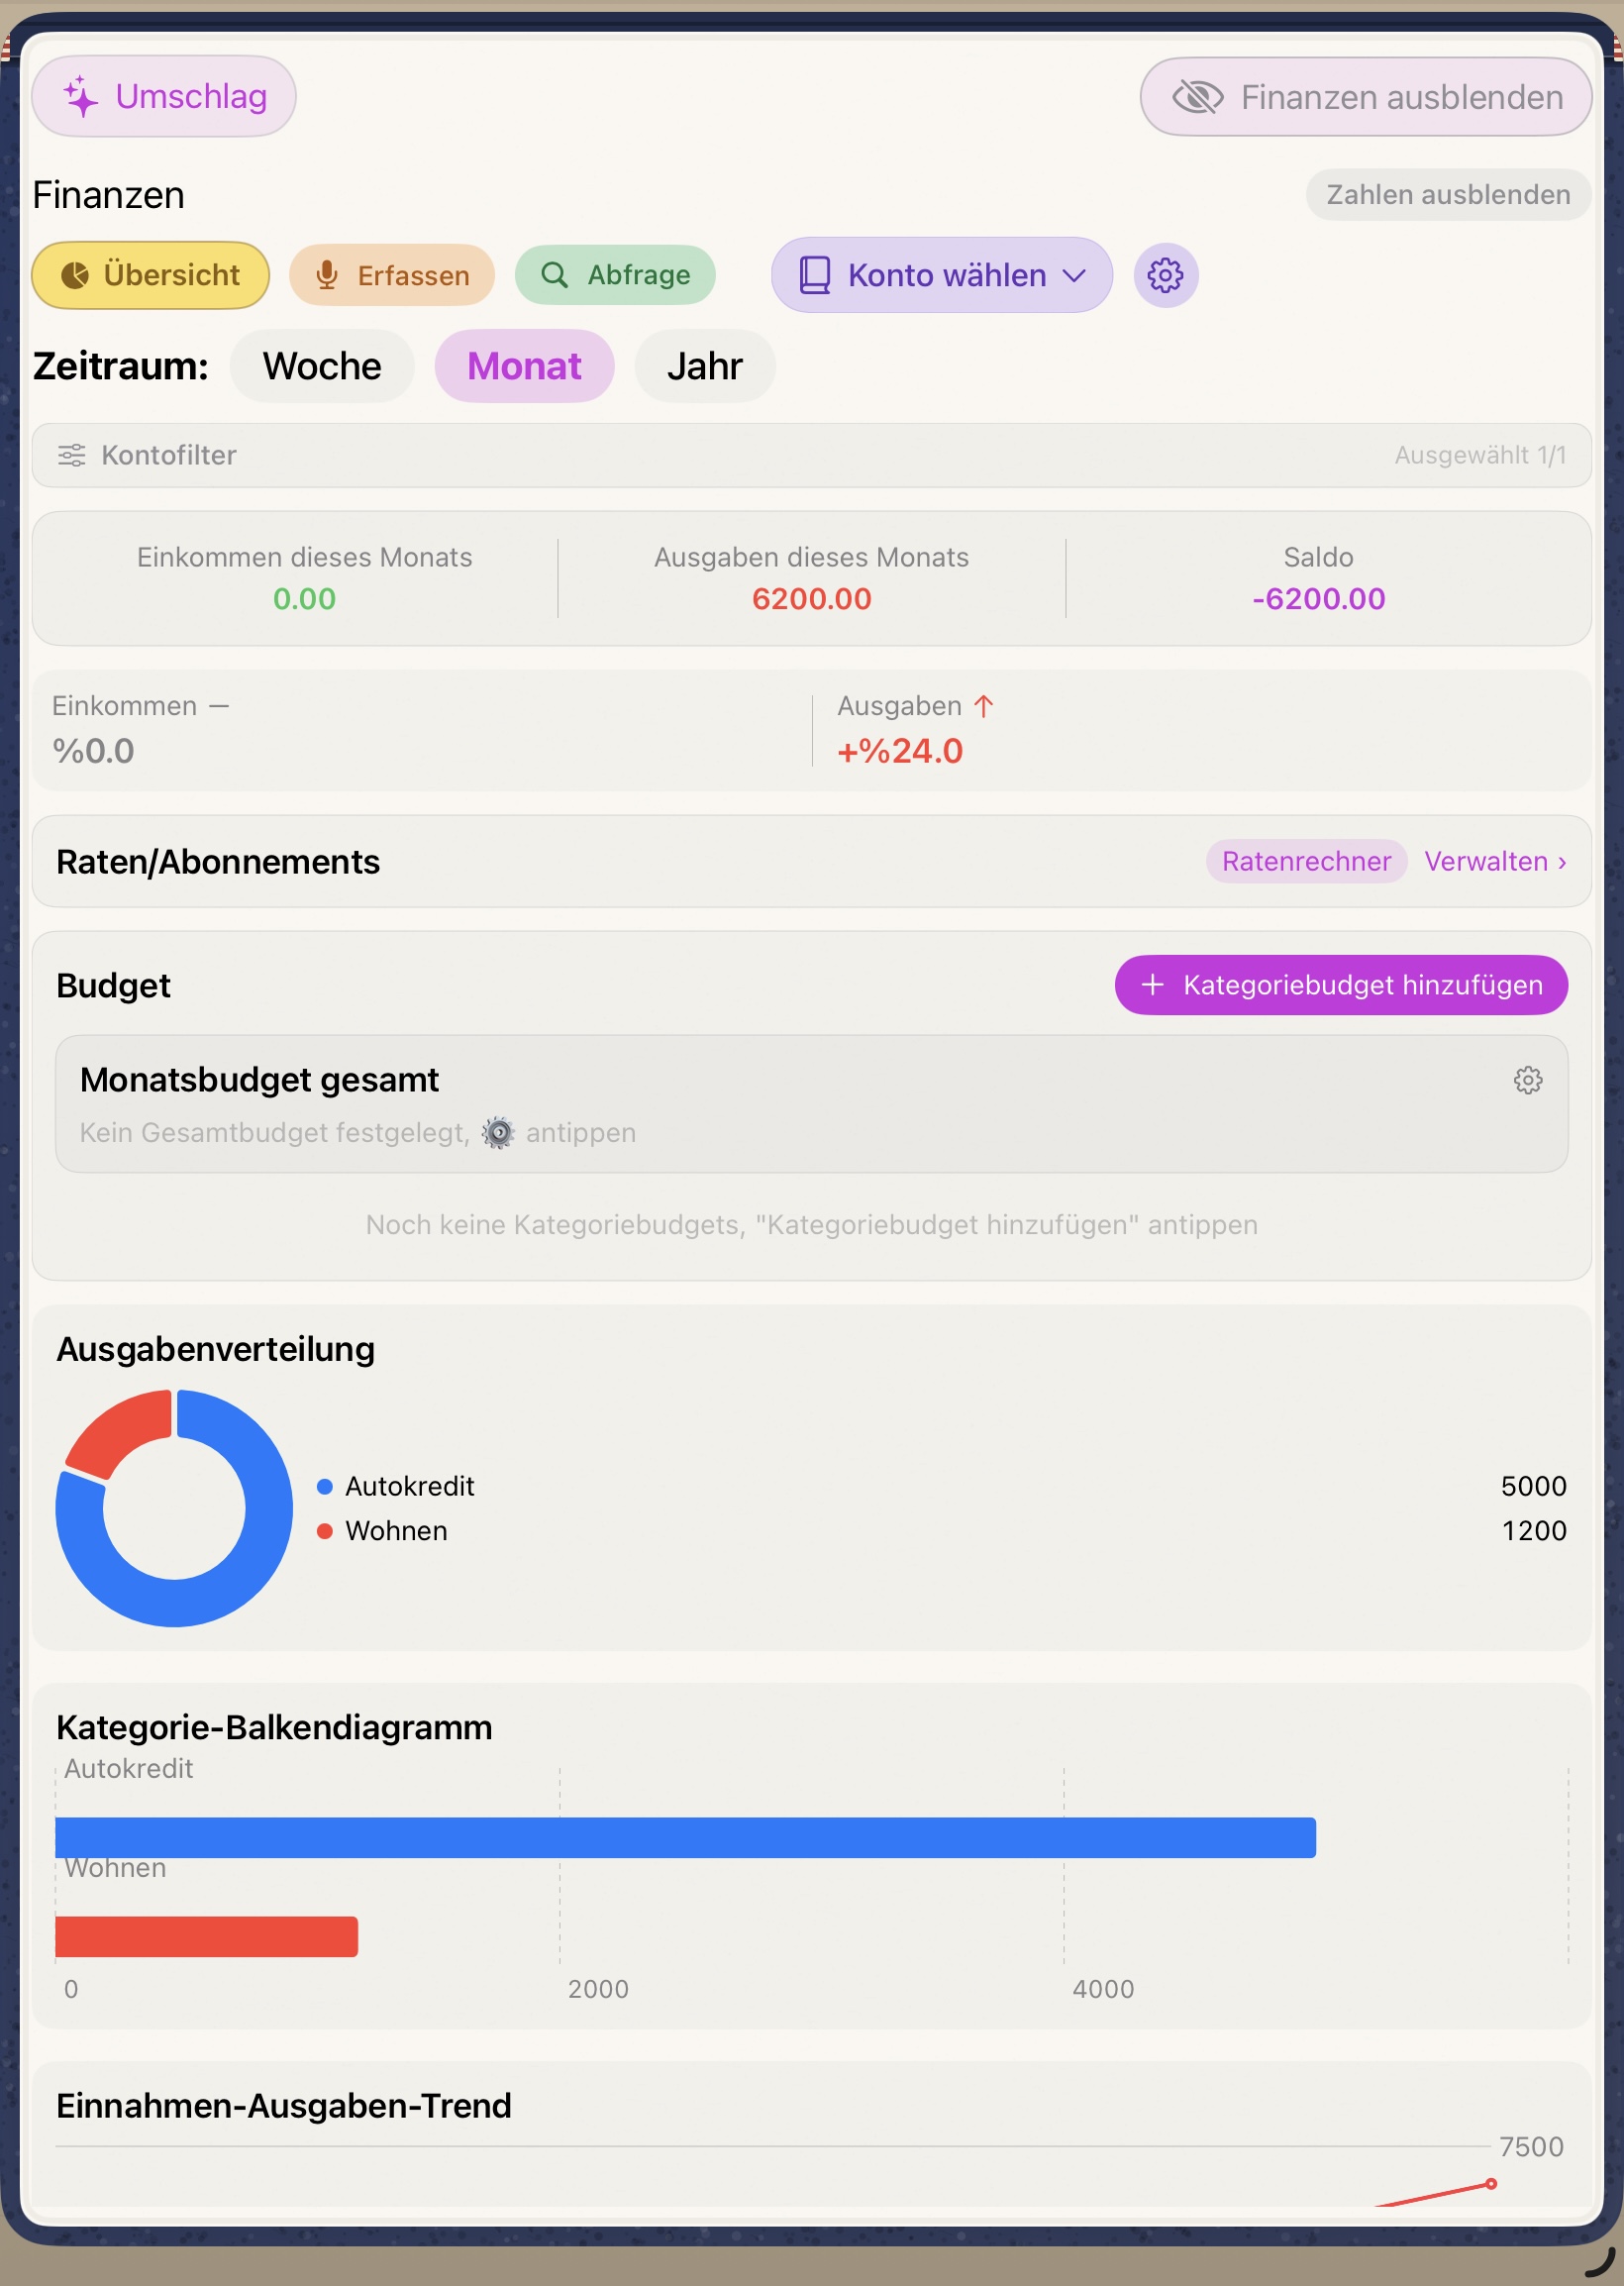 Umschlag
Finanzen ausblenden
Finanzen
Zahlen ausblenden
Übersicht
Erfassen
Abfrage
Konto wählen
Zeitraum:
Woche
Monat
Jahr
Kontofilter
Ausgewählt 1/1
Einkommen dieses Monats
0.00
Ausgaben dieses Monats
6200.00
Saldo
-6200.00
Einkommen —
%0.0
Ausgaben ↑
+%24.0
Raten/Abonnements
Ratenrechner
Verwalten ›
Budget
+ Kategoriebudget hinzufügen
Monatsbudget gesamt
Kein Gesamtbudget festgelegt, ⚙️ antippen
Noch keine Kategoriebudgets, "Kategoriebudget hinzufügen" antippen
Ausgabenverteilung
Autokredit 5000
Wohnen 1200
Kategorie-Balkendiagramm
Autokredit
Wohnen
0 2000 4000
Einnahmen-Ausgaben-Trend
7500